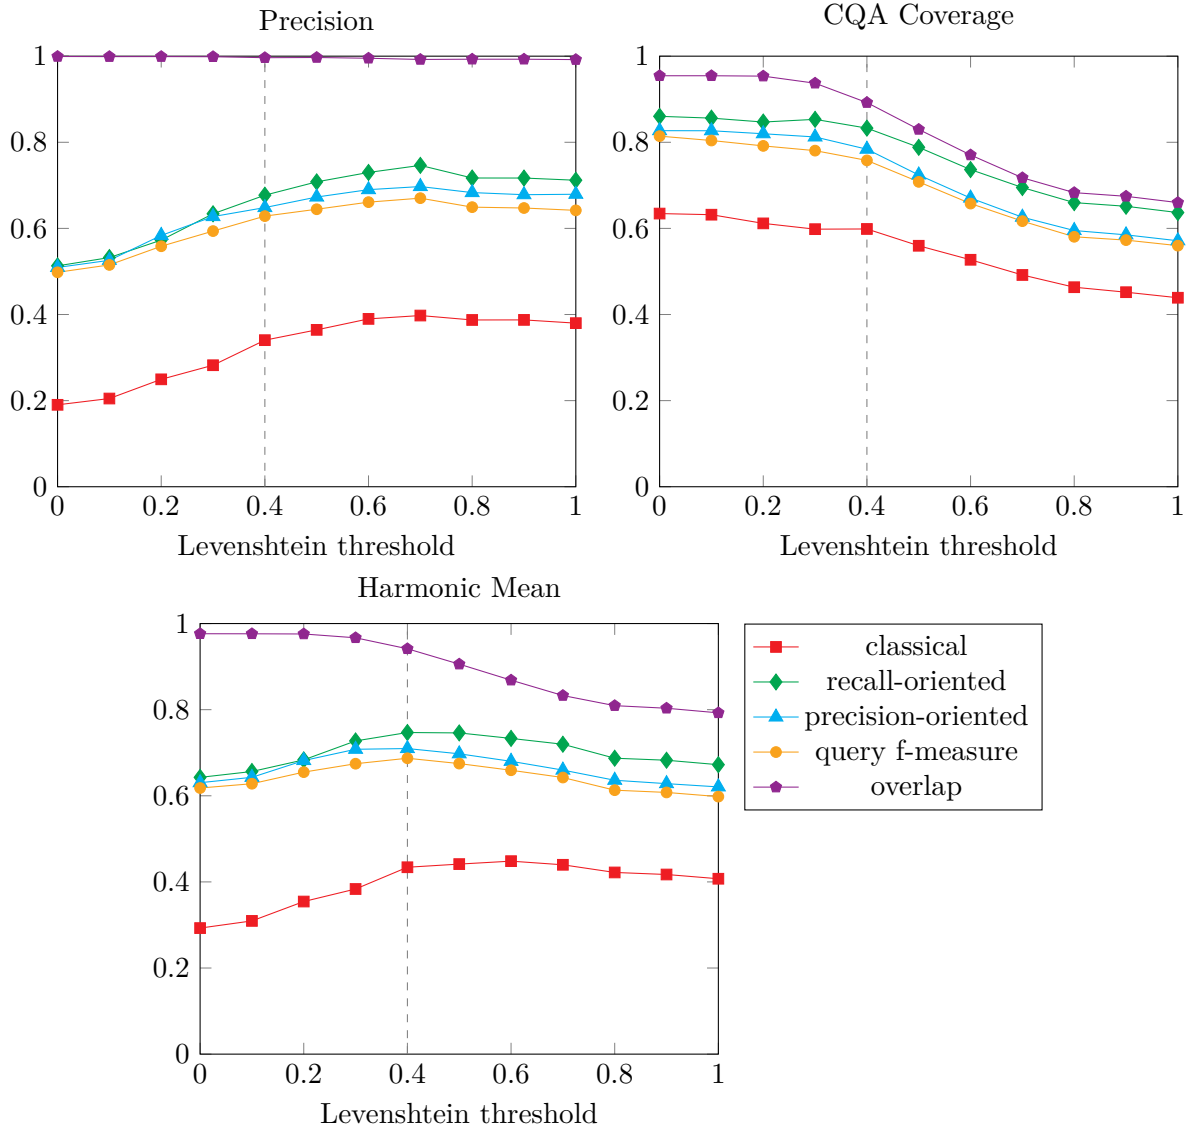 Precision
1
0.8
0.6
0.4
0.2
0
0 0.2 0.4 0.6 0.8 1
Levenshtein threshold
CQA Coverage
1
0.8
0.6
0.4
0.2
0
0 0.2 0.4 0.6 0.8 1
Levenshtein threshold
Harmonic Mean
1
0.8
0.6
0.4
0.2
0
0 0.2 0.4 0.6 0.8 1
Levenshtein threshold
classical
recall-oriented
precision-oriented
query f-measure
overlap